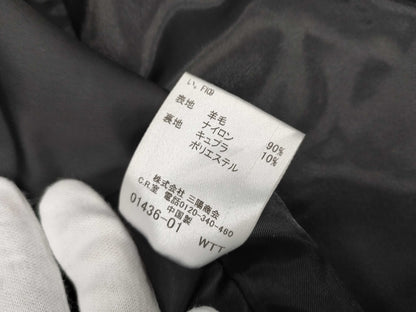 い。FIQD
表地 羊毛 90%
ナイロン 10%
裏地 キュプラ
ポリエステル
株式会社 三陽商会
C.R.室 電話0120-340-460
中国製
01436-01 WTT